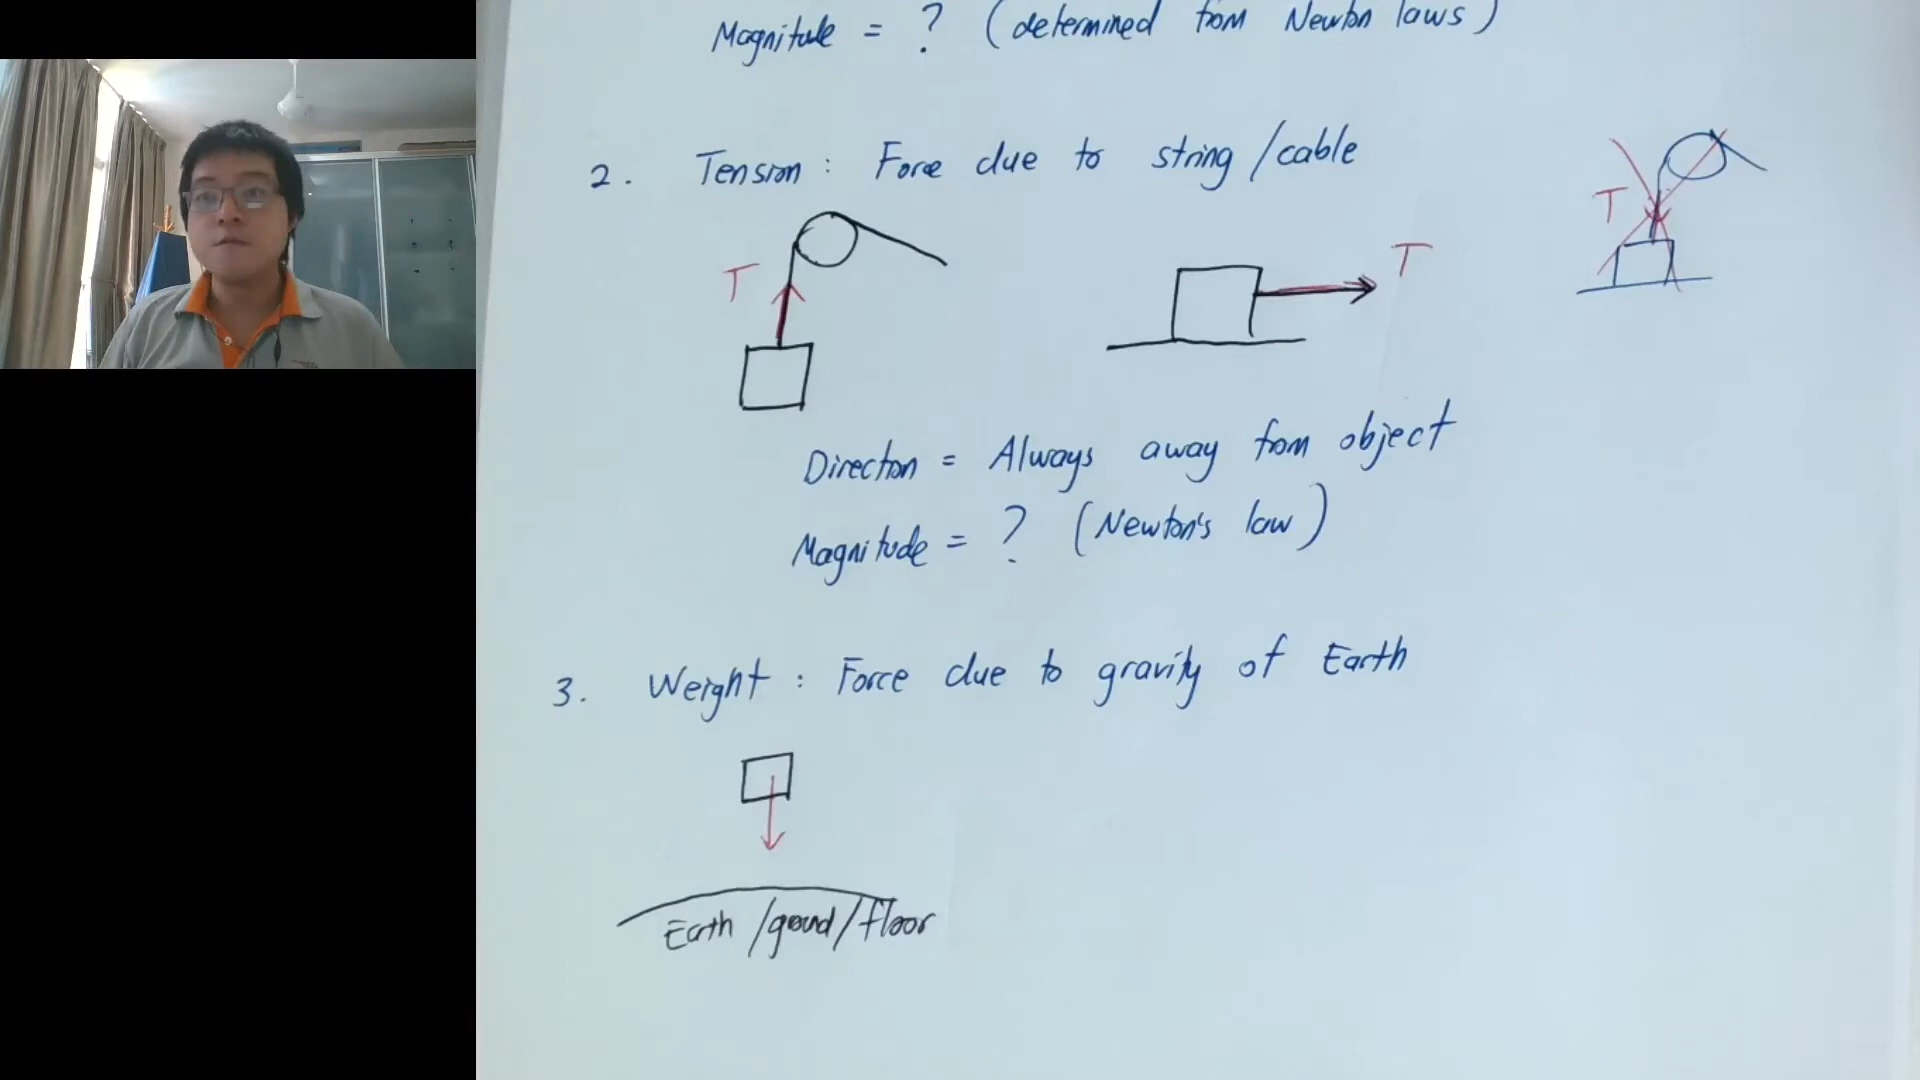 Magnitude = ? (determined from Newton laws)
2. Tension : Force due to string/cable
T
T
T
Direction = Always away from object
Magnitude = ? (Newton's law)
3. Weight : Force due to gravity of Earth
Earth /ground/floor